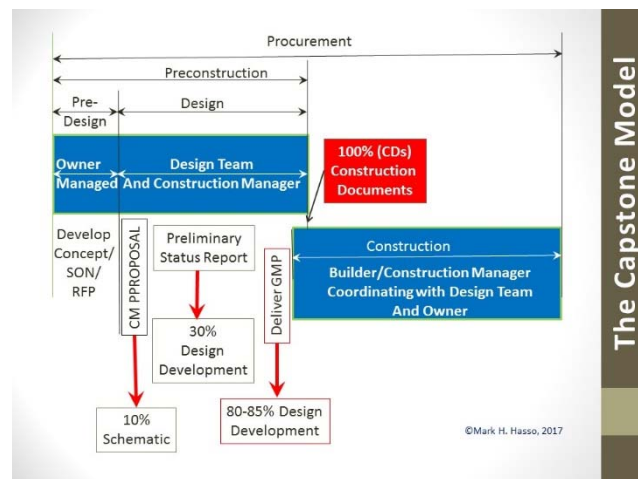 Procurement
Preconstruction
Pre-
Design
Design
Owner
Managed
Design Team
And Construction Manager
100% (CDs)
Construction
Documents
Develop
Concept/
SON/
RFP
CM PPROPOSAL
Preliminary
Status Report
Deliver GMP
Construction
Builder/Construction Manager
Coordinating with Design Team
And Owner
30%
Design
Development
10%
Schematic
80-85% Design
Development
©Mark H. Hasso, 2017
The Capstone Model